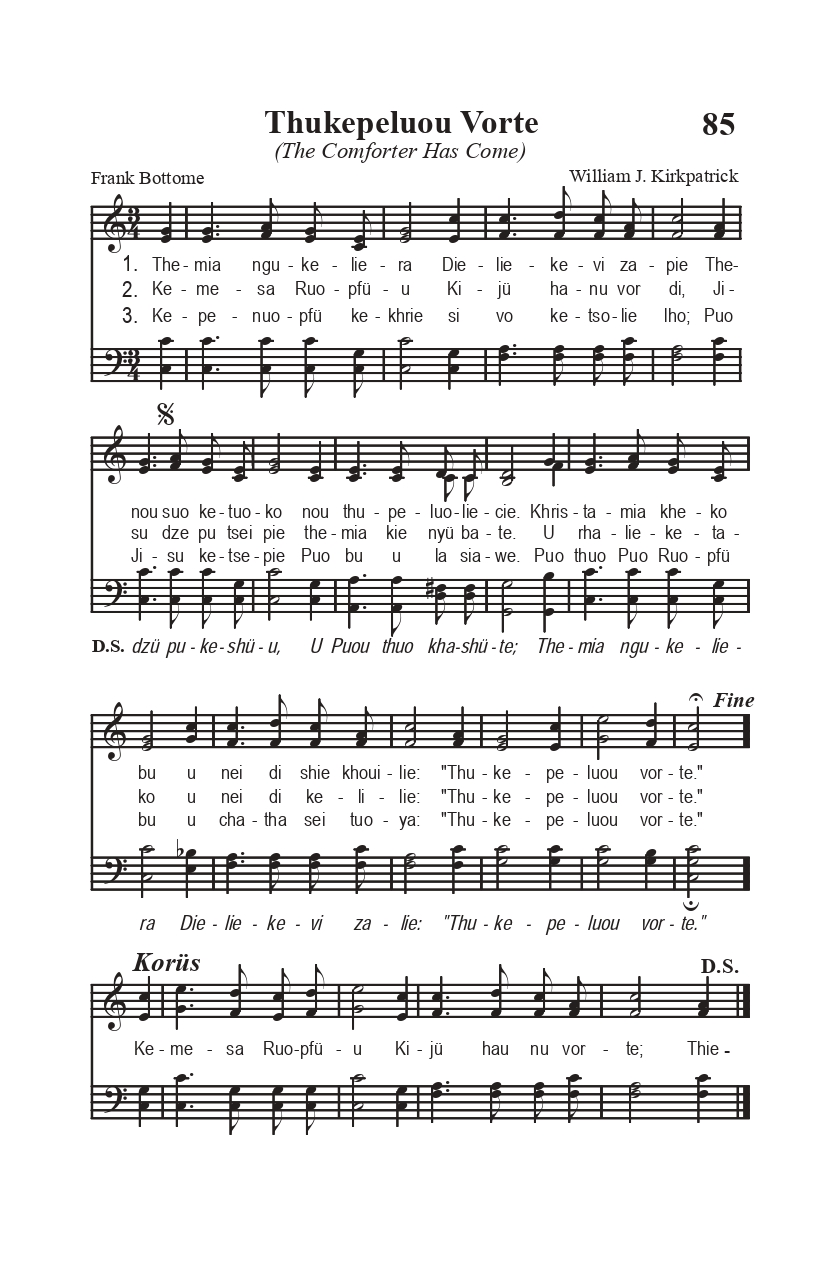 Thukepeluou Vorte 85
(The Comforter Has Come)
Frank Bottome William J. Kirkpatrick
1. The-mia ngu - ke - lie - ra Die - lie - ke - vi za - pie The-
2. Ke - me - sa Ruo - pfü - u Ki - jü ha - nu vor di, Ji -
3. Ke - pe - nuo - pfü ke - khrie si vo ke - tso - lie lho; Puo
nou suo ke - tuo - ko nou thu - pe - luo - lie - cie. Khris - ta - mia khe - ko
su dze pu tsei pie the - mia kie nyü ba - te. U rha - lie - ke - ta -
Ji - su ke - tse - pie Puo bu u la sia - we. Puo thuo Puo Ruo - pfü
D.S. dzü pu - ke - shü - u, U Puou thuo kha - shü - te; The - mia ngu - ke - lie -
Fine
bu u nei di shie khoui - lie: "Thu - ke - pe - luou vor - te."
ko u nei di ke - li - lie: "Thu - ke - pe - luou vor - te."
bu u cha - tha sei tuo - ya: "Thu - ke - pe - luou vor - te."
ra Die - lie - ke - vi za - lie: "Thu - ke - pe - luou vor - te."
Korüs D.S.
Ke - me - sa Ruo - pfü - u Ki - jü hau nu vor - te; Thie -